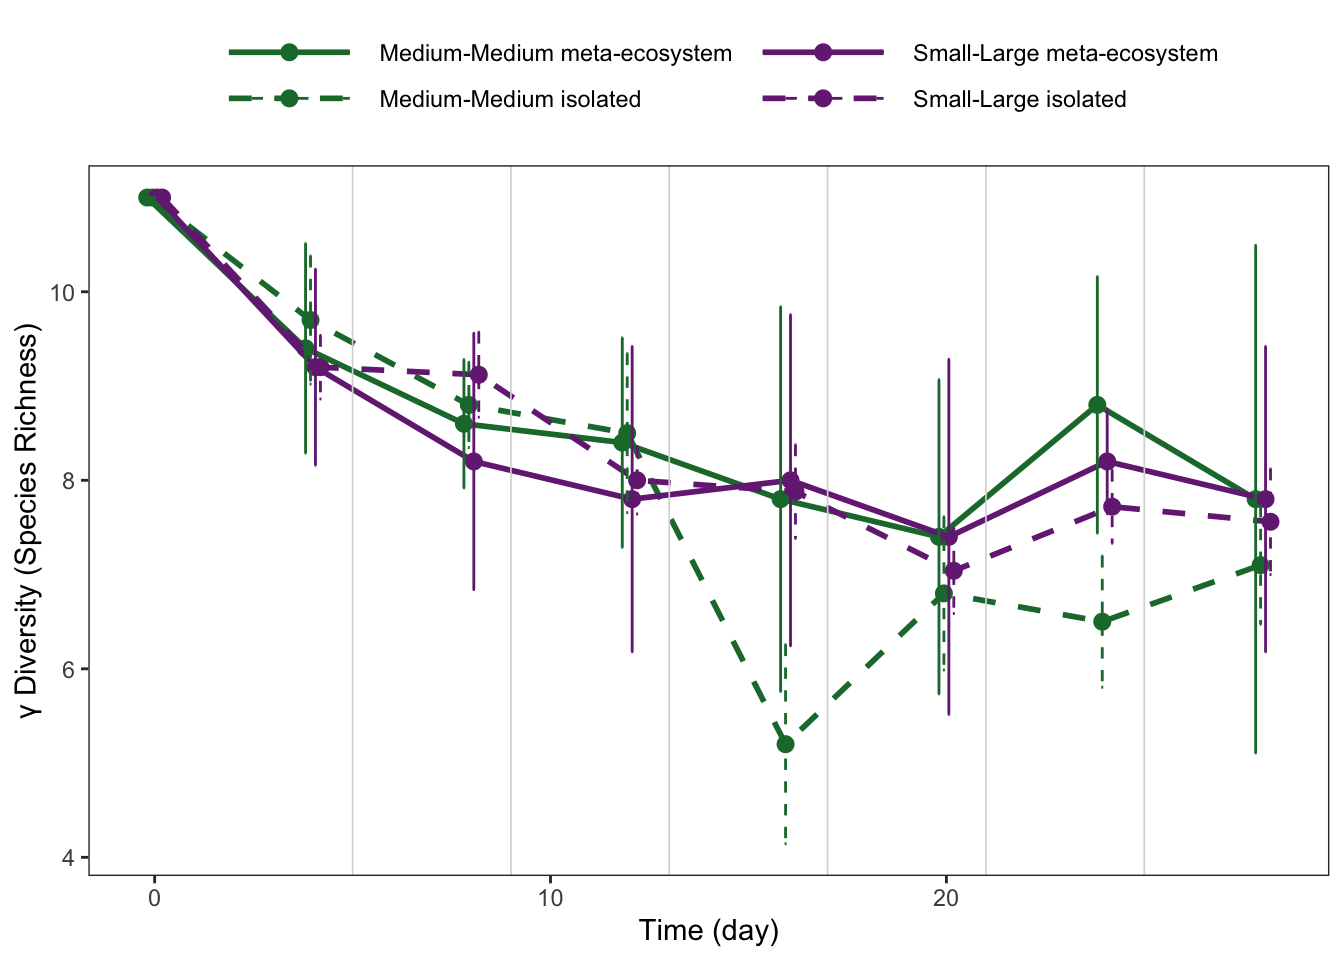 Medium-Medium meta-ecosystem
Small-Large meta-ecosystem
Medium-Medium isolated
Small-Large isolated
γ Diversity (Species Richness)
10
8
6
4
0
10
20
Time (day)